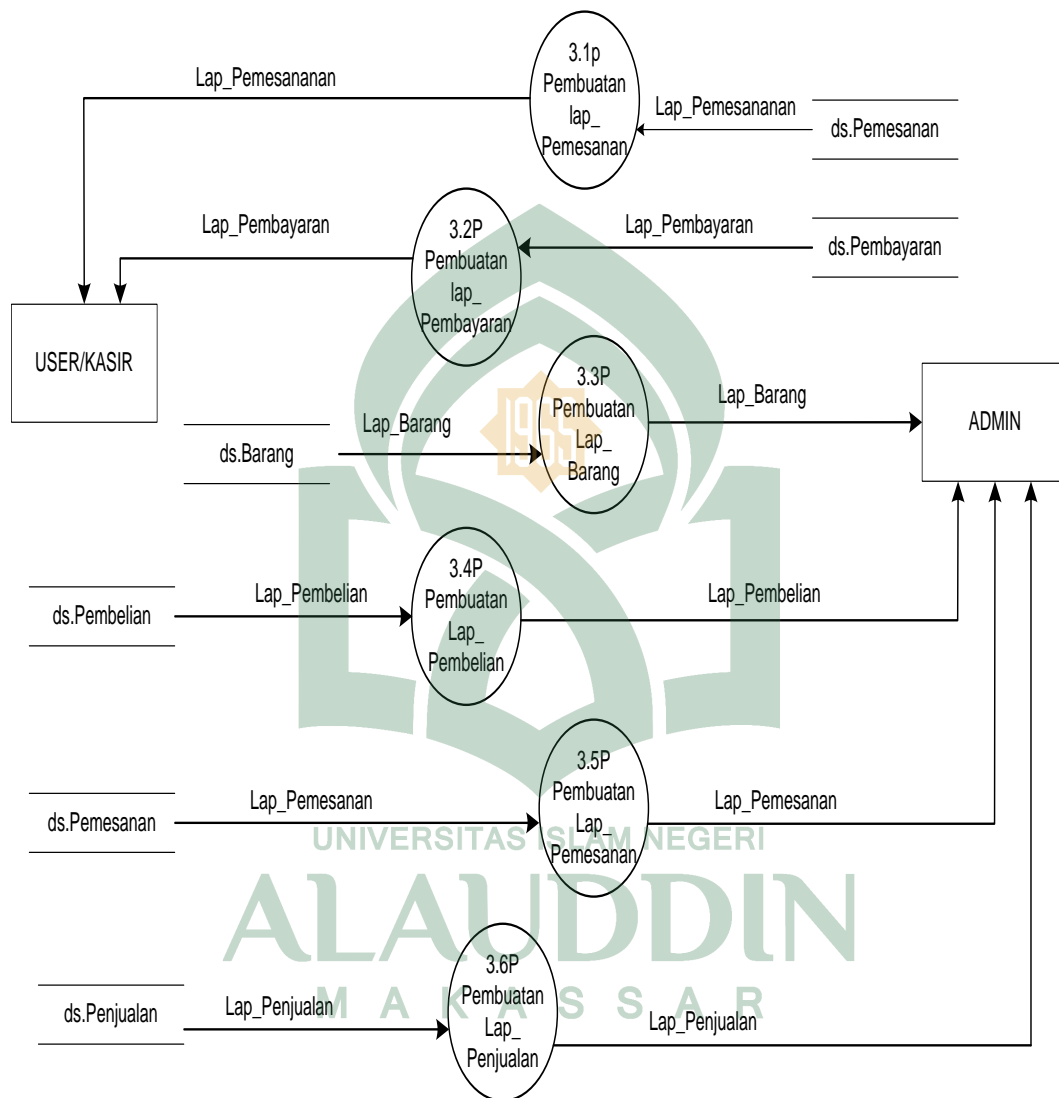 3.1p
Pembuatan
lap_
Pemesanan
Lap_Pemesananan
Lap_Pemesananan
ds.Pemesanan
3.2P
Pembuatan
lap_
Pembayaran
Lap_Pembayaran
Lap_Pembayaran
ds.Pembayaran
USER/KASIR
3.3P
Pembuatan
Lap_
Barang
Lap_Barang
Lap_Barang
ds.Barang
ADMIN
1965
3.4P
Pembuatan
Lap_
Pembelian
Lap_Pembelian
Lap_Pembelian
ds.Pembelian
3.5P
Pembuatan
Lap_
Pemesanan
Lap_Pemesanan
Lap_Pemesanan
ds.Pemesanan
UNIVERSITAS ISLAM NEGERI
ALAUDDIN
MAKASSAR
3.6P
Pembuatan
Lap_
Penjualan
Lap_Penjualan
Lap_Penjualan
ds.Penjualan